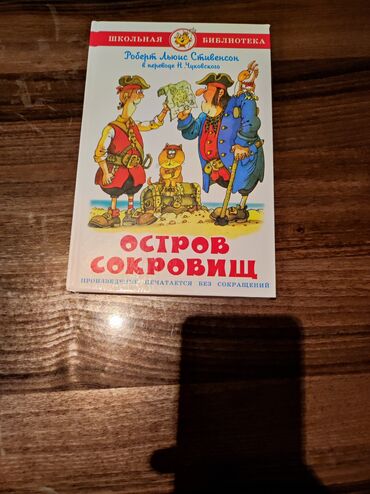 ШКОЛЬНАЯ БИБЛИОТЕКА
Роберт Льюис Стивенсон
в переводе Н. Чуковского
ОСТРОВ
СОКРОВИЩ
ПРОИЗВЕДЕНИЕ ПЕЧАТАЕТСЯ БЕЗ СОКРАЩЕНИЙ